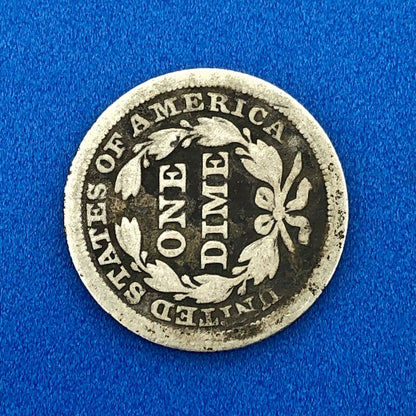 UNITED STATES OF AMERICA
ONE
DIME